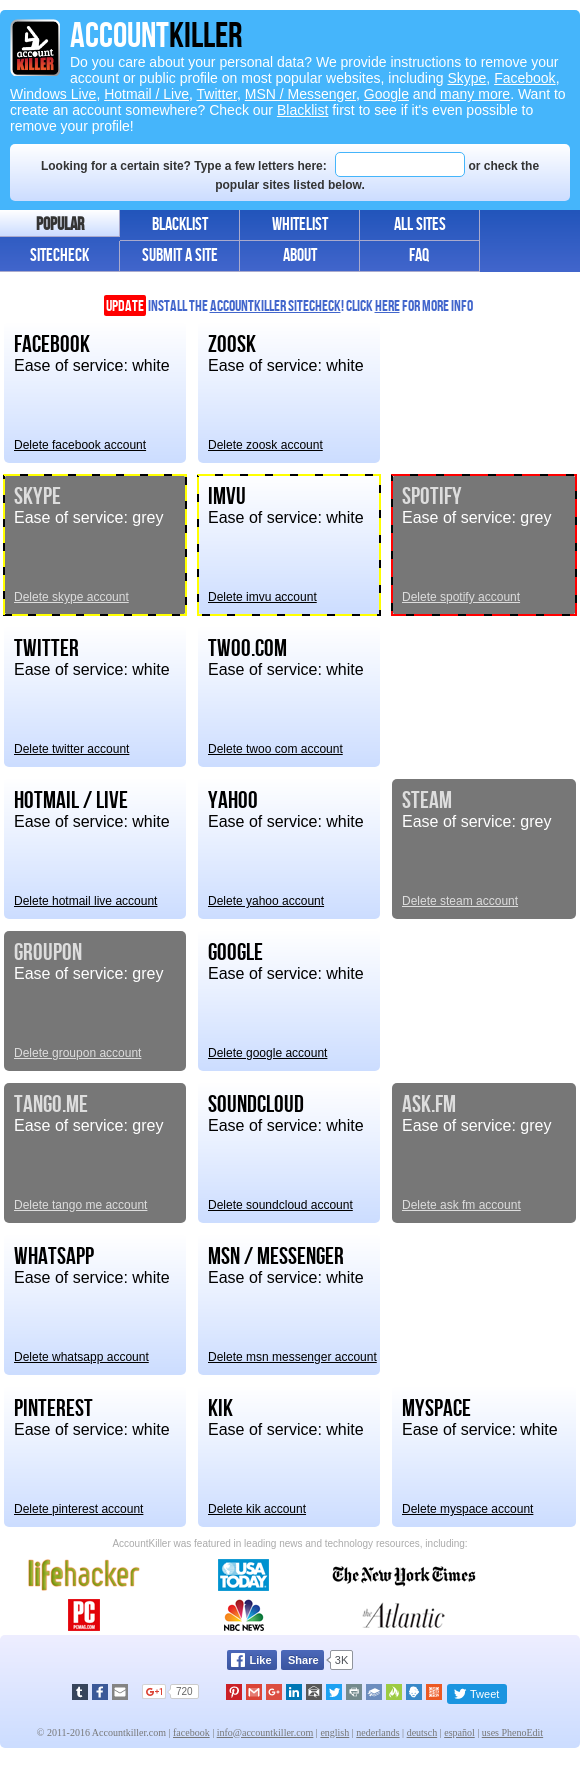 account
KILLER
ACCOUNTKILLER
Do you care about your personal data? We provide instructions to remove your
account or public profile on most popular websites, including Skype, Facebook,
Windows Live, Hotmail / Live, Twitter, MSN / Messenger, Google and many more. Want to
create an account somewhere? Check our Blacklist first to see if it's even possible to
remove your profile!
Looking for a certain site? Type a few letters here: or check the
popular sites listed below.
POPULAR BLACKLIST WHITELIST ALL SITES
SITECHECK SUBMIT A SITE ABOUT FAQ
UPDATE INSTALL THE ACCOUNTKILLER SITECHECK! CLICK HERE FOR MORE INFO
FACEBOOK
Ease of service: white
Delete facebook account
ZOOSK
Ease of service: white
Delete zoosk account
SKYPE
Ease of service: grey
Delete skype account
IMVU
Ease of service: white
Delete imvu account
SPOTIFY
Ease of service: grey
Delete spotify account
TWITTER
Ease of service: white
Delete twitter account
TWOO.COM
Ease of service: white
Delete twoo com account
HOTMAIL / LIVE
Ease of service: white
Delete hotmail live account
YAHOO
Ease of service: white
Delete yahoo account
STEAM
Ease of service: grey
Delete steam account
GROUPON
Ease of service: grey
Delete groupon account
GOOGLE
Ease of service: white
Delete google account
TANGO.ME
Ease of service: grey
Delete tango me account
SOUNDCLOUD
Ease of service: white
Delete soundcloud account
ASK.FM
Ease of service: grey
Delete ask fm account
WHATSAPP
Ease of service: white
Delete whatsapp account
MSN / MESSENGER
Ease of service: white
Delete msn messenger account
PINTEREST
Ease of service: white
Delete pinterest account
KIK
Ease of service: white
Delete kik account
MYSPACE
Ease of service: white
Delete myspace account
AccountKiller was featured in leading news and technology resources, including:
lifehacker
USA TODAY
The New York Times
PC
PCMAG.COM
NBC NEWS
the Atlantic
Like Share 3K
G+1 720 Tweet
© 2011-2016 Accountkiller.com | facebook | info@accountkiller.com | english | nederlands | deutsch | español | uses PhenoEdit